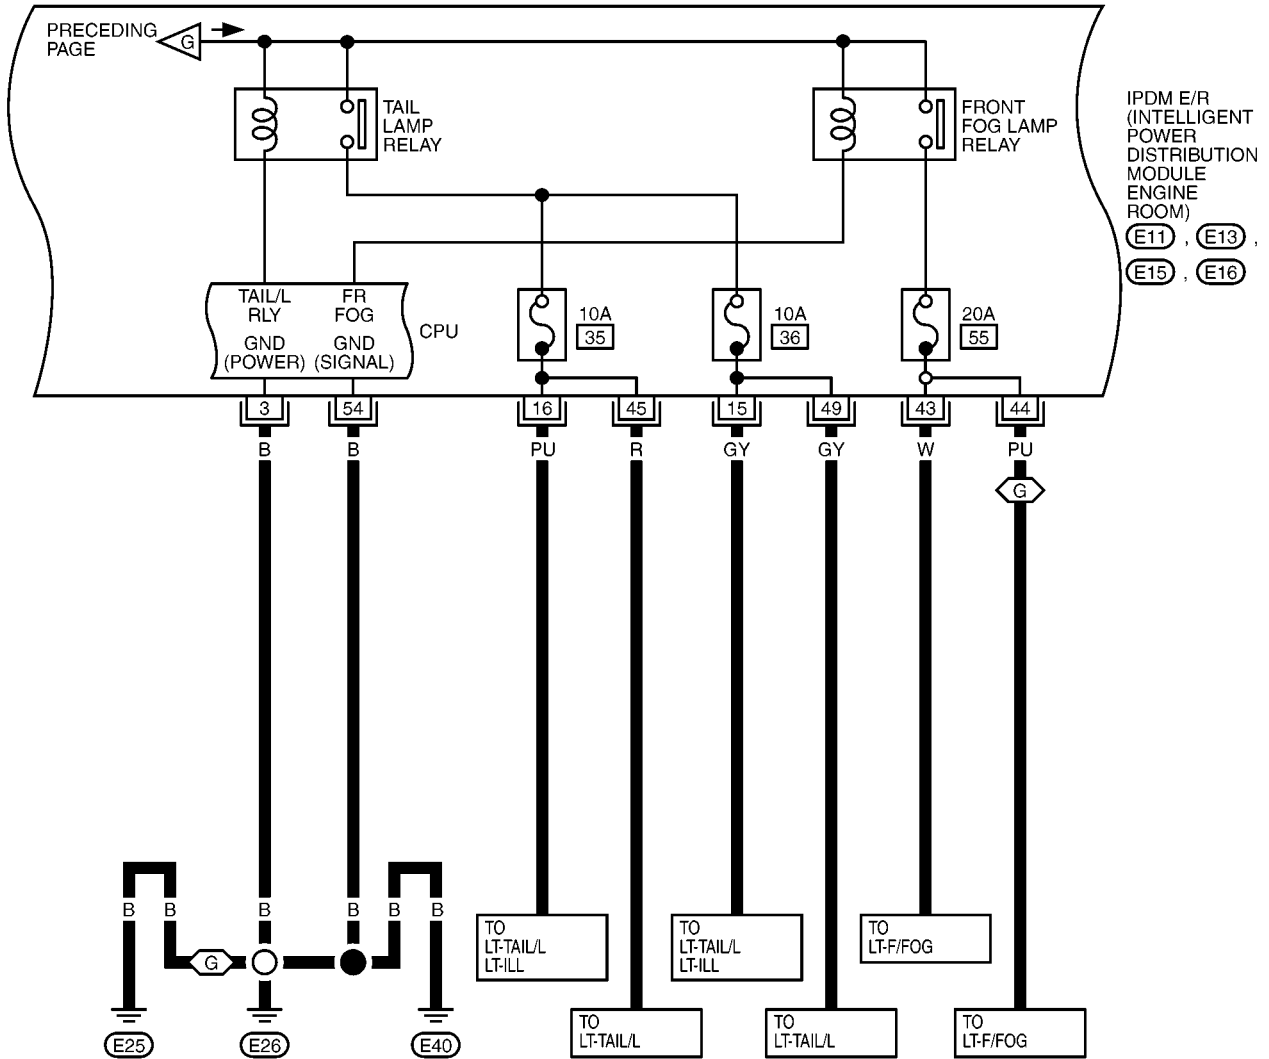 PRECEDING
PAGE
G
TAIL
LAMP
RELAY
FRONT
FOG LAMP
RELAY
IPDM E/R
(INTELLIGENT
POWER
DISTRIBUTION
MODULE
ENGINE
ROOM)
E11 , E13 ,
E15 , E16
TAIL/L
RLY
GND
(POWER)
FR
FOG
GND
(SIGNAL)
CPU
10A
35
10A
36
20A
55
3 54 16 45 15 49 43 44
B B PU R GY GY W PU
G
B B B B B B
G
TO
LT-TAIL/L
LT-ILL
TO
LT-TAIL/L
LT-ILL
TO
LT-F/FOG
TO
LT-TAIL/L
TO
LT-TAIL/L
TO
LT-F/FOG
E25 E26 E40